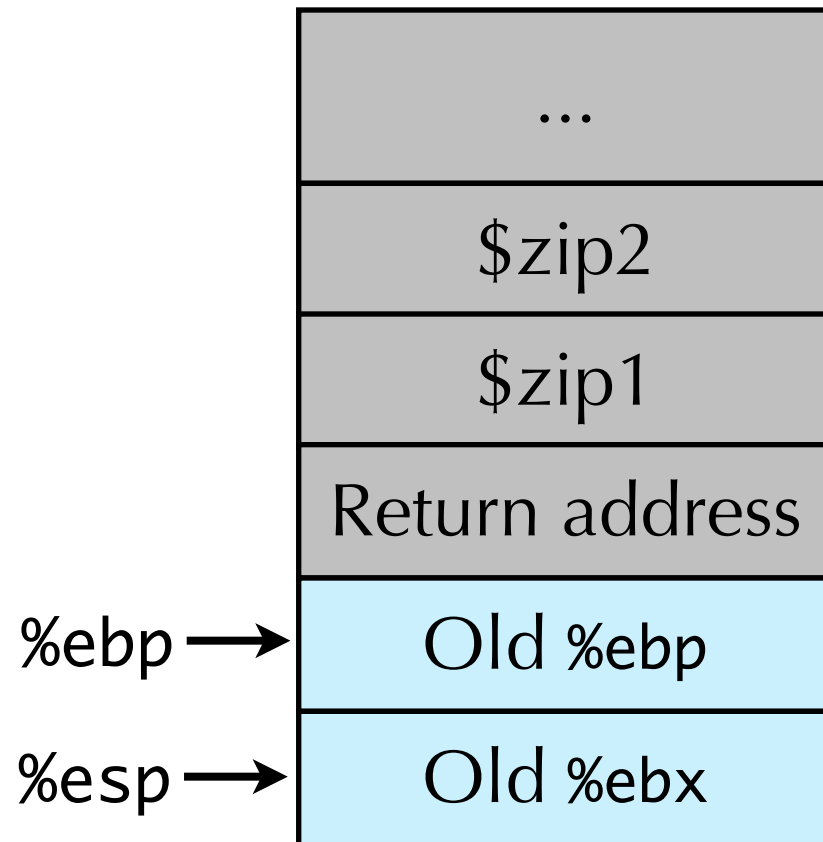 ...
$zip2
$zip1
Return address
%ebp Old %ebp
%esp Old %ebx